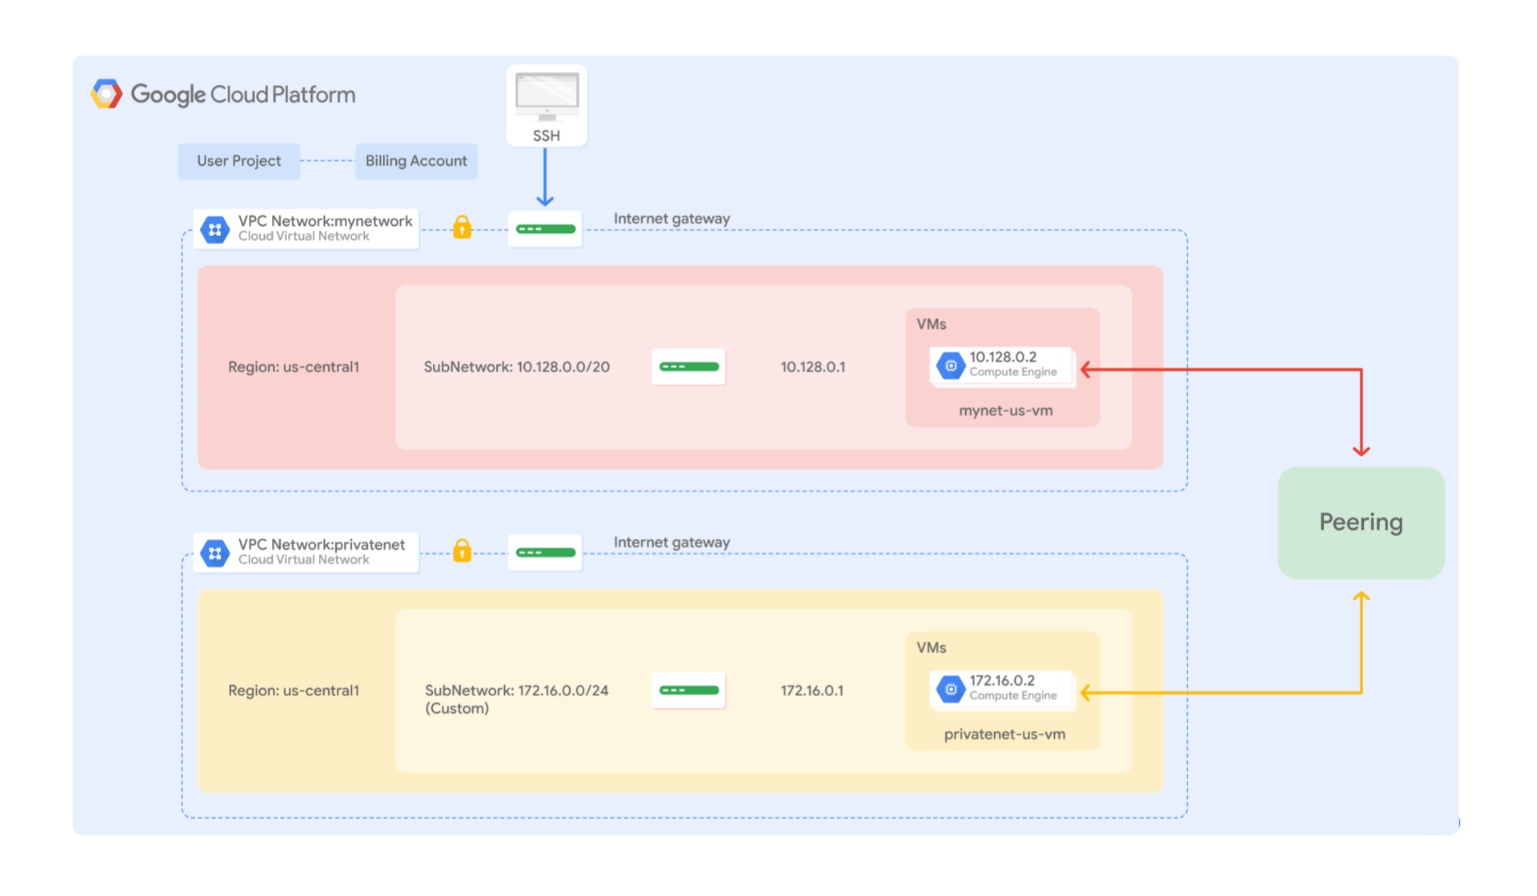 Google Cloud Platform
SSH
User Project
Billing Account
VPC Network:mynetwork
Cloud Virtual Network
Internet gateway
Region: us-central1
SubNetwork: 10.128.0.0/20
10.128.0.1
VMs
10.128.0.2
Compute Engine
mynet-us-vm
Peering
VPC Network:privatenet
Cloud Virtual Network
Internet gateway
Region: us-central1
SubNetwork: 172.16.0.0/24
(Custom)
172.16.0.1
VMs
172.16.0.2
Compute Engine
privatenet-us-vm